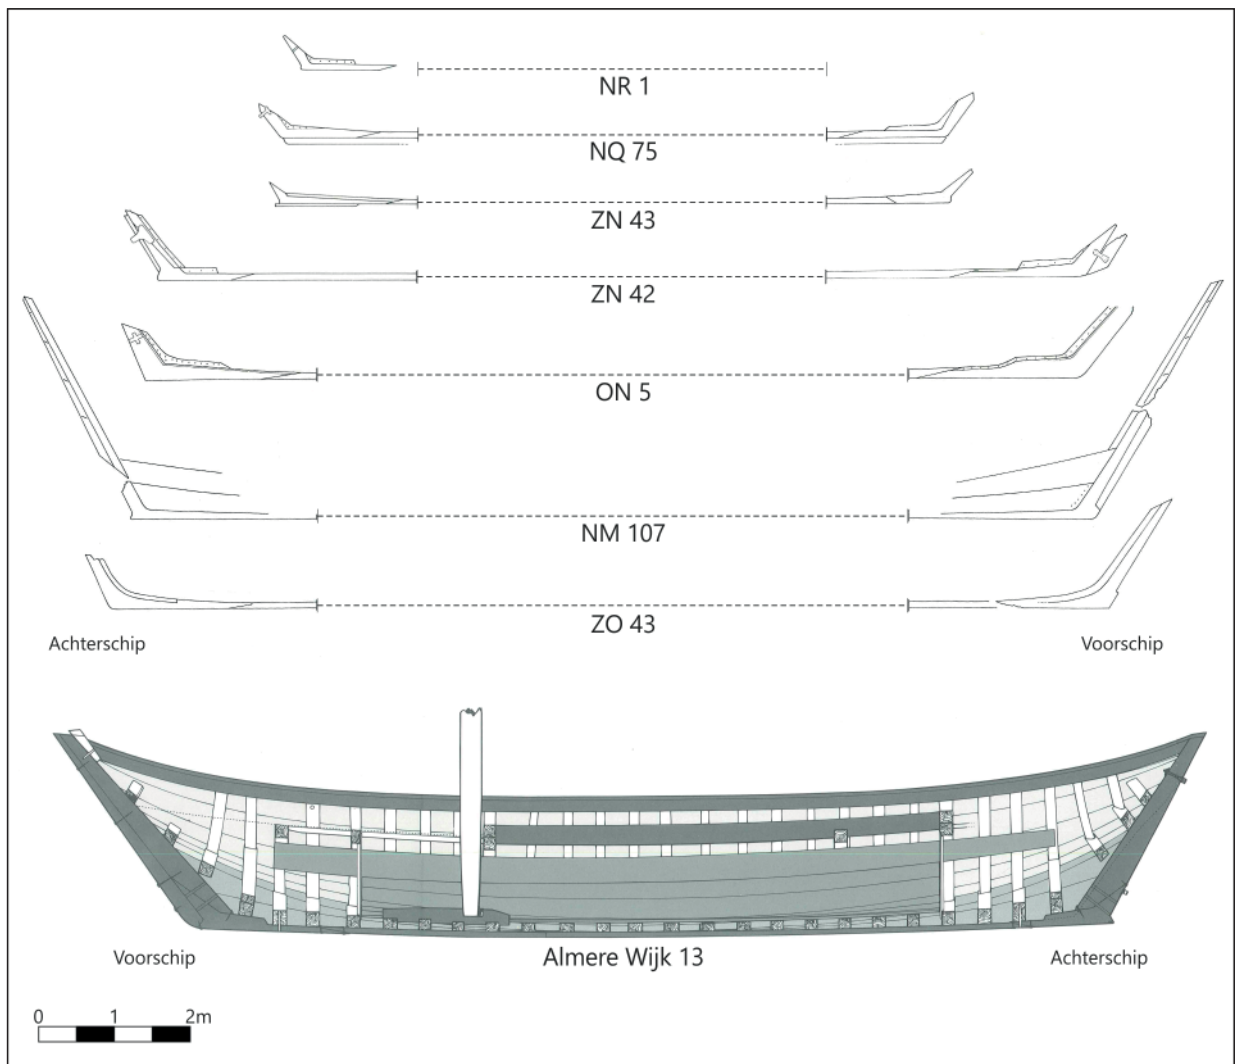 NR 1
NQ 75
ZN 43
ZN 42
ON 5
NM 107
ZO 43
Achterschip Voorschip
Voorschip Almere Wijk 13 Achterschip
0 1 2m